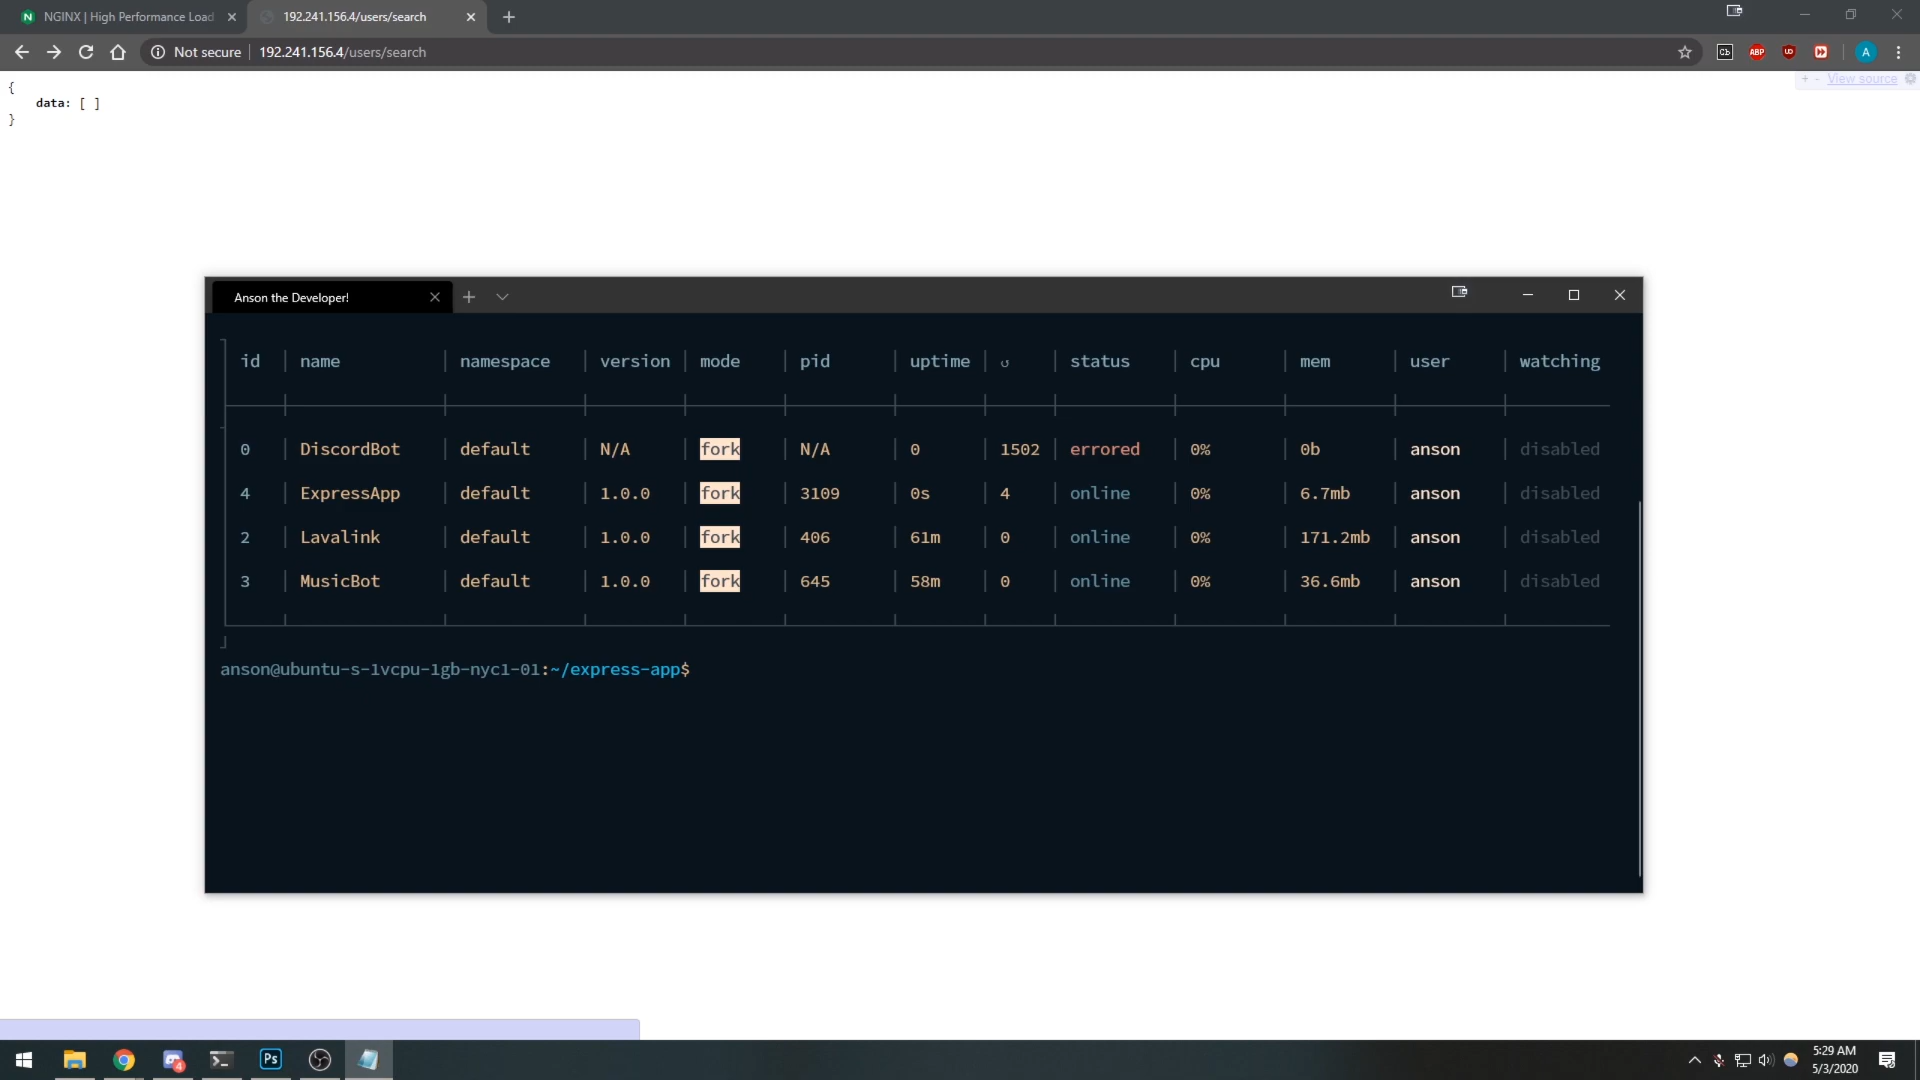 NGINX | High Performance Load
192.241.156.4/users/search
Not secure
192.241.156.4/users/search
ABP
UD
A
{
data: [ ]
}
+ - View source
Anson the Developer!
id name namespace version mode pid uptime ↺ status cpu mem user watching
0 DiscordBot default N/A fork N/A 0 1502 errored 0% 0b anson disabled
4 ExpressApp default 1.0.0 fork 3109 0s 4 online 0% 6.7mb anson disabled
2 Lavalink default 1.0.0 fork 406 61m 0 online 0% 171.2mb anson disabled
3 MusicBot default 1.0.0 fork 645 58m 0 online 0% 36.6mb anson disabled
anson@ubuntu-s-1vcpu-1gb-nyc1-01:~/express-app$
4
Ps
5:29 AM
5/3/2020